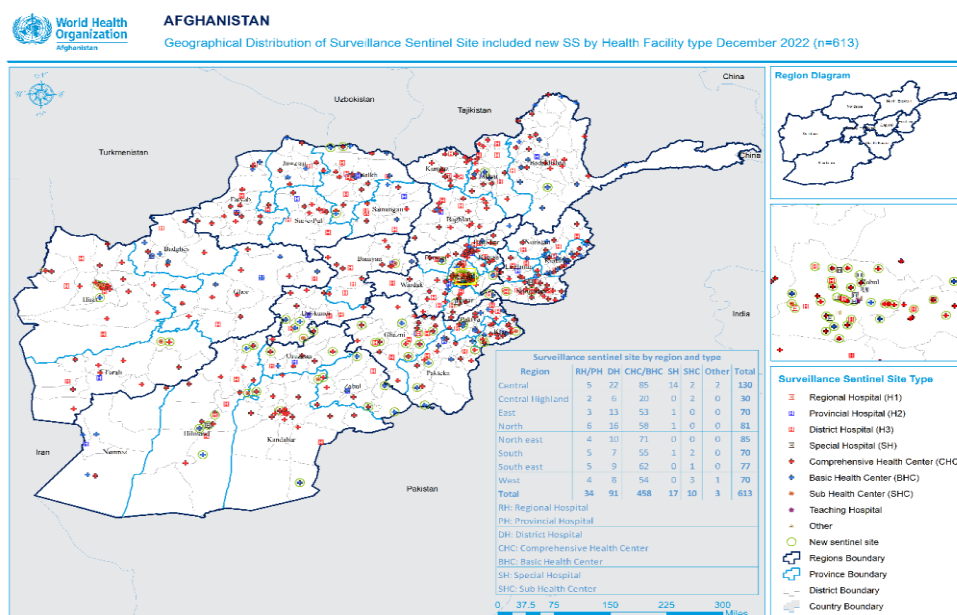 World Health
Organization
Afghanistan
AFGHANISTAN
Geographical Distribution of Surveillance Sentinel Site included new SS by Health Facility type December 2022 (n=613)
China
Uzbokistan
Tajikistan
Turkmenistan
China
India
Iran
Pakistan
Jawzjan
Kunduz
Badakhshan
Faryab
Samangan
Sar-e-Pul
Baghlan
Badghis
Bamyan
Nuristan
Wardak
Ghor
Hirat
Ghazni
Paktika
Farah
Zabul
Hilmand
Kandahar
Nimroz
Surveillance sentinel site by region and type
Region RH/PH DH CHC/BHC SH SHC Other Total
Central 5 22 85 14 2 2 130
Central Highland 2 6 20 0 2 0 30
East 3 13 53 1 0 0 70
North 6 16 58 1 0 0 81
North east 4 10 71 0 0 0 85
South 5 7 55 1 2 0 70
South east 5 9 62 0 1 0 77
West 4 8 54 0 3 1 70
Total 34 91 458 17 10 3 613
RH: Regional Hospital
PH: Provincial Hospital
DH: District Hospital
CHC: Comprehensive Health Center
BHC: Basic Health Center
SH: Special Hospital
SHC: Sub Health Center
0 37.5 75 150 225 300
Miles
Region Diagram
Kabul
Surveillance Sentinel Site Type
Regional Hospital (H1)
Provincial Hospital (H2)
District Hospital (H3)
Special Hospital (SH)
Comprehensive Health Center (CHC
Basic Health Center (BHC)
Sub Health Center (SHC)
Teaching Hospital
Other
New sentinel site
Regions Boundary
Province Boundary
District Boundary
Country Boundary